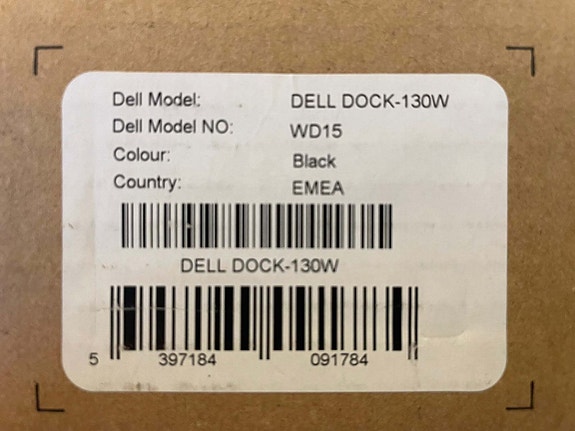 Dell Model: DELL DOCK-130W
Dell Model NO: WD15
Colour: Black
Country: EMEA
DELL DOCK-130W
5 397184 091784